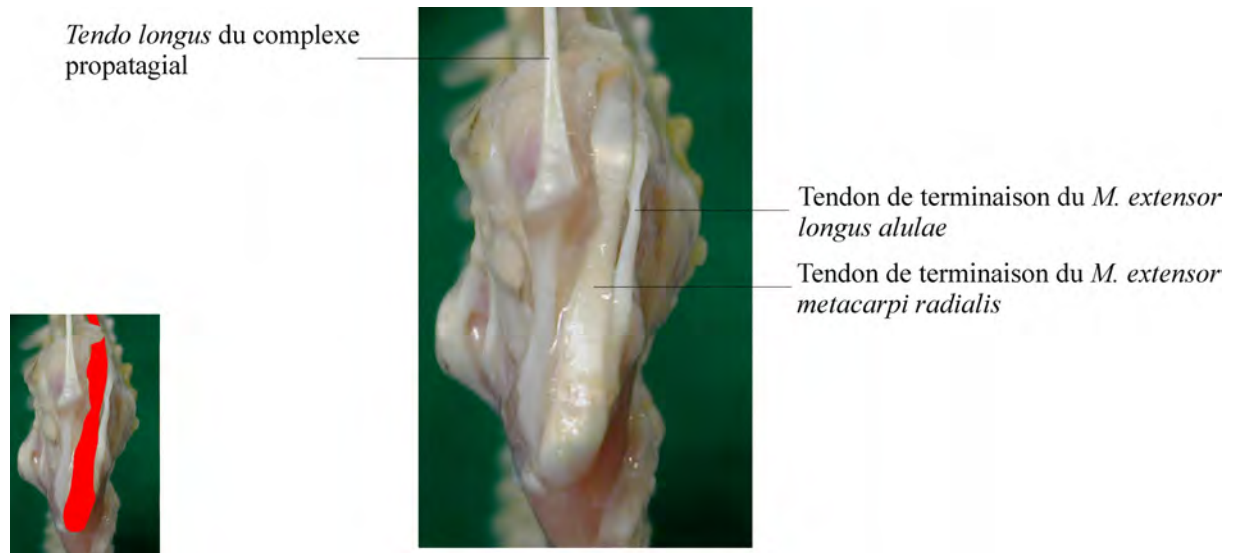 Tendo longus du complexe
propatagial
Tendon de terminaison du M. extensor
longus alulae
Tendon de terminaison du M. extensor
metacarpi radialis